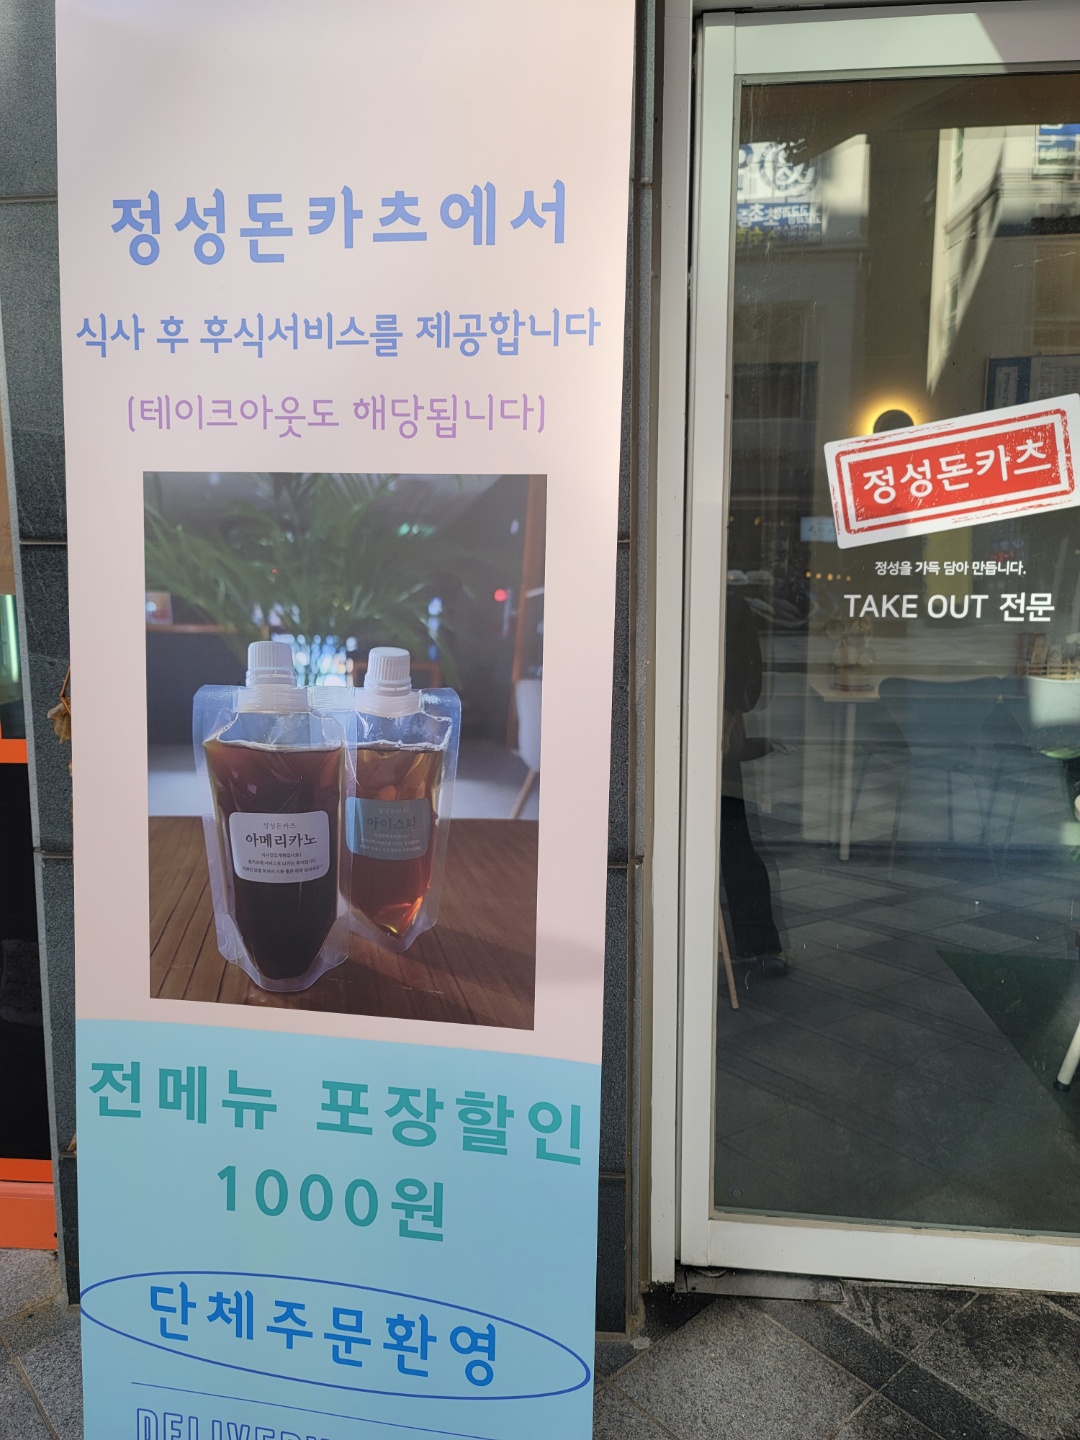 정성돈카츠에서
식사 후 후식서비스를 제공합니다
(테이크아웃도 해당됩니다)
정성돈카츠
아메리카노
아이스티
전메뉴 포장할인
1000원
단체주문환영
DELIVERY
정성돈카츠
정성을 가득 담아 만듭니다.
TAKE OUT 전문